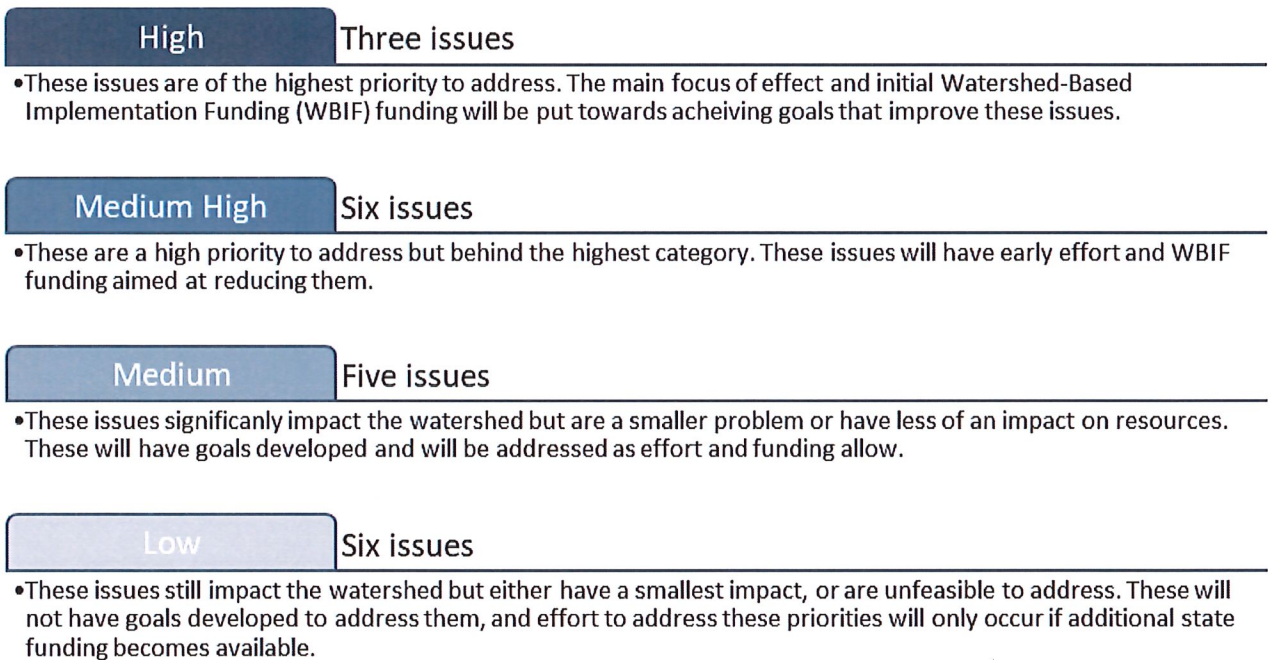 High
Three issues
•These issues are of the highest priority to address. The main focus of effect and initial Watershed-Based
Implementation Funding (WBIF) funding will be put towards acheiving goals that improve these issues.
Medium High
Six issues
•These are a high priority to address but behind the highest category. These issues will have early effort and WBIF
funding aimed at reducing them.
Medium
Five issues
•These issues significanly impact the watershed but are a smaller problem or have less of an impact on resources.
These will have goals developed and will be addressed as effort and funding allow.
Low
Six issues
•These issues still impact the watershed but either have a smallest impact, or are unfeasible to address. These will
not have goals developed to address them, and effort to address these priorities will only occur if additional state
funding becomes available.